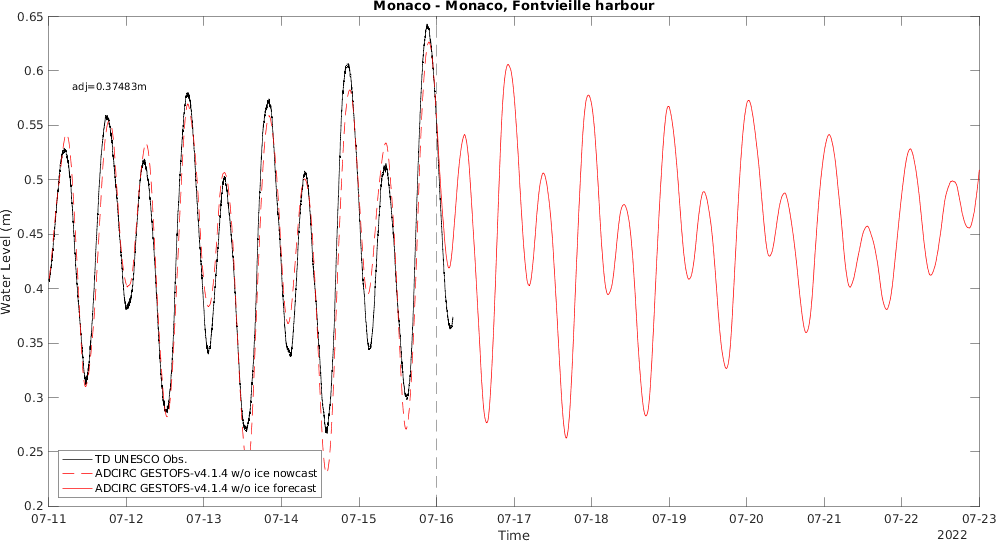 Monaco - Monaco, Fontvieille harbour
0.65
0.6
adj=0.37483m
0.55
0.5
0.45
Water Level (m)
0.4
0.35
0.3
0.25
TD UNESCO Obs.
ADCIRC GESTOFS-v4.1.4 w/o ice nowcast
ADCIRC GESTOFS-v4.1.4 w/o ice forecast
0.2
07-11 07-12 07-13 07-14 07-15 07-16 07-17 07-18 07-19 07-20 07-21 07-22 07-23
Time
2022